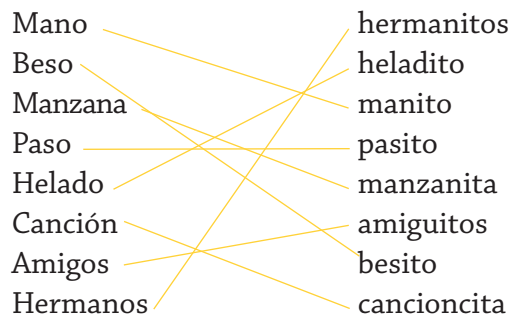 Mano hermanitos
Beso heladito
Manzana manito
Paso pasito
Helado manzanita
Canción amiguitos
Amigos besito
Hermanos cancioncita